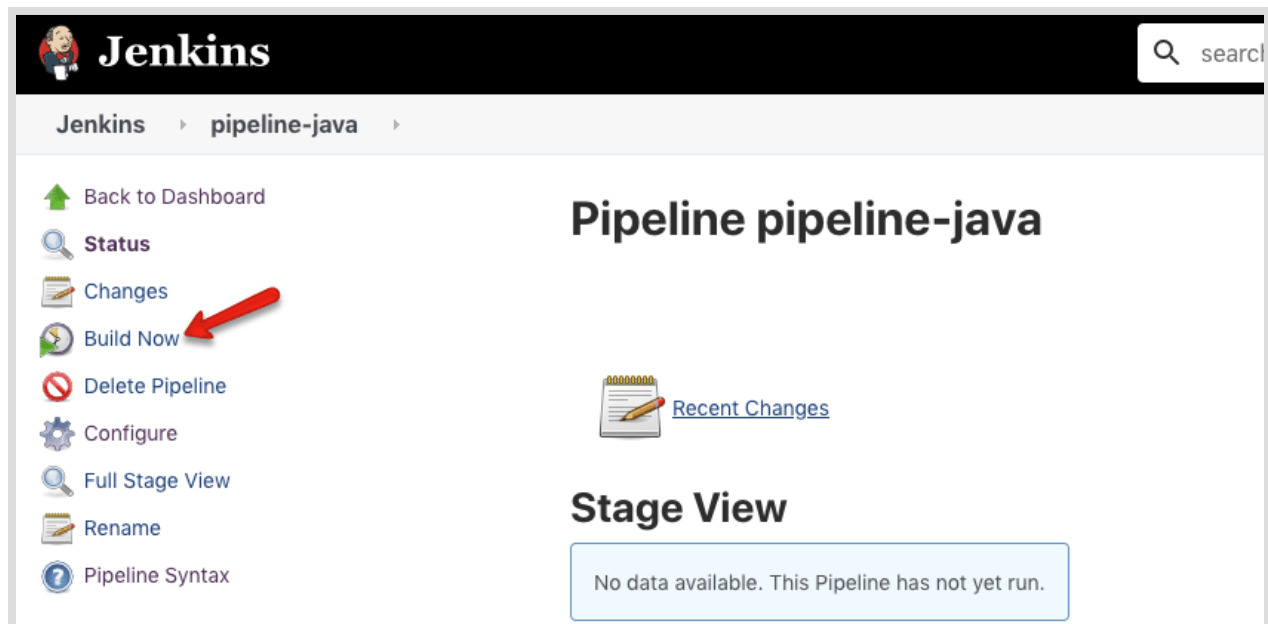 Jenkins
search
Jenkins
pipeline-java
Back to Dashboard
Status
Changes
Build Now
Delete Pipeline
Configure
Full Stage View
Rename
Pipeline Syntax
Pipeline pipeline-java
Recent Changes
Stage View
No data available. This Pipeline has not yet run.